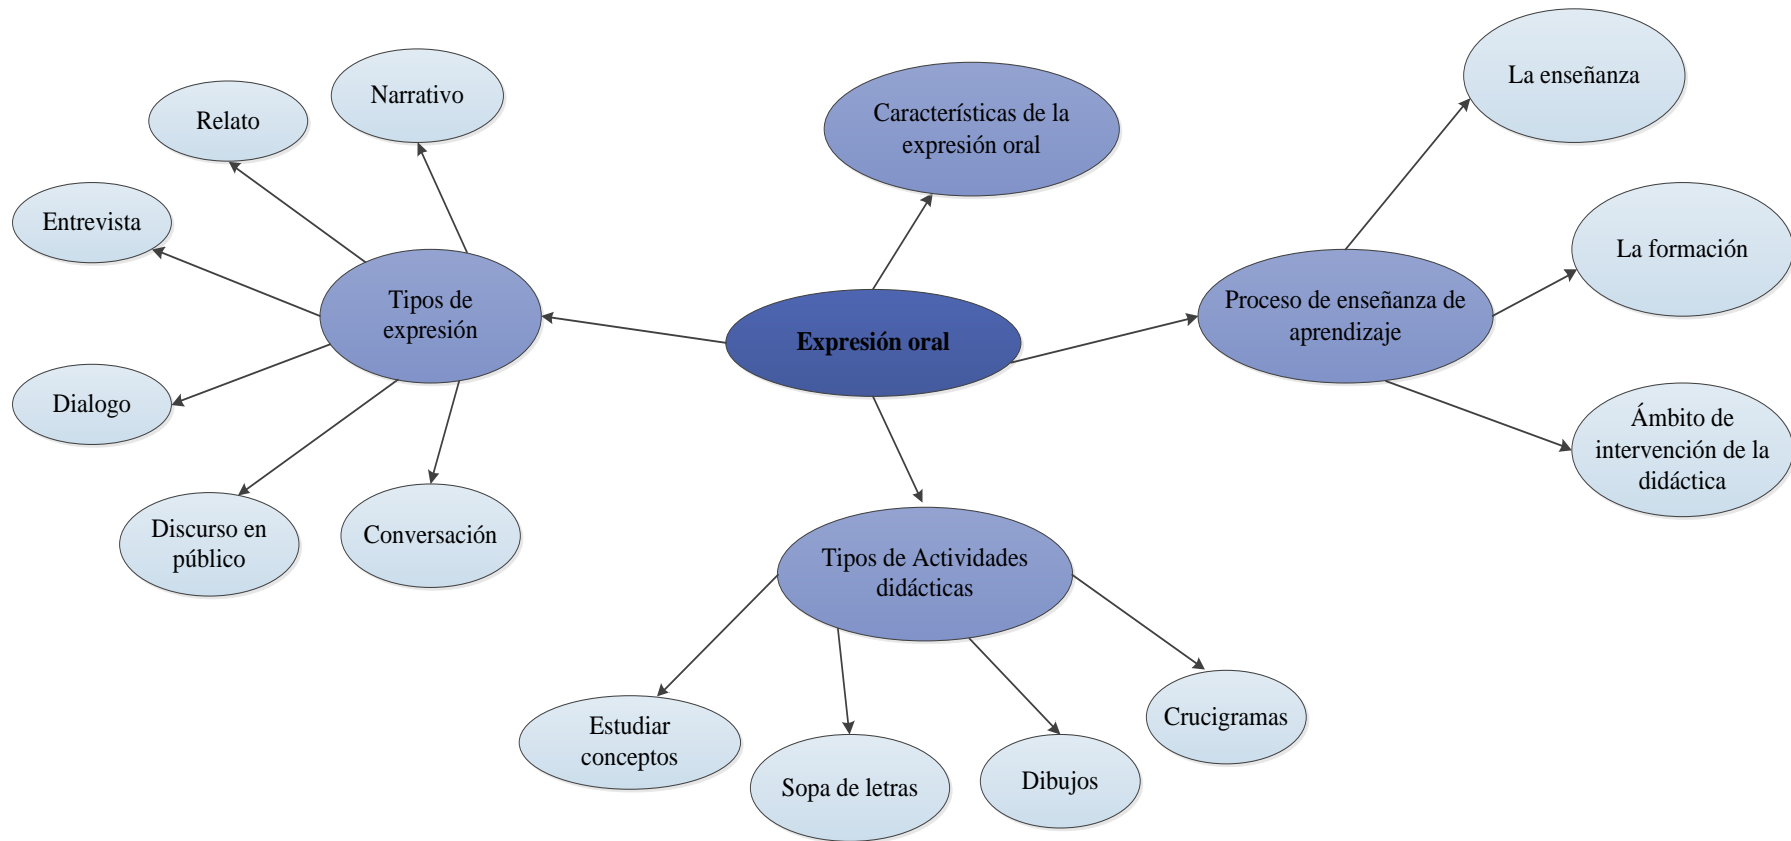 Narrativo
Relato
Entrevista
Tipos de
expresión
Dialogo
Discurso en
público
Conversación
Característicás de la
expresión oral
Expresión oral
Tipos de Actividades
didácticas
Estudiar
conceptos
Sopa de letras
Dibujos
Crucigramas
La enseñanza
La formación
Proceso de enseñanza de
aprendizaje
Ámbito de
intervención de la
didáctica